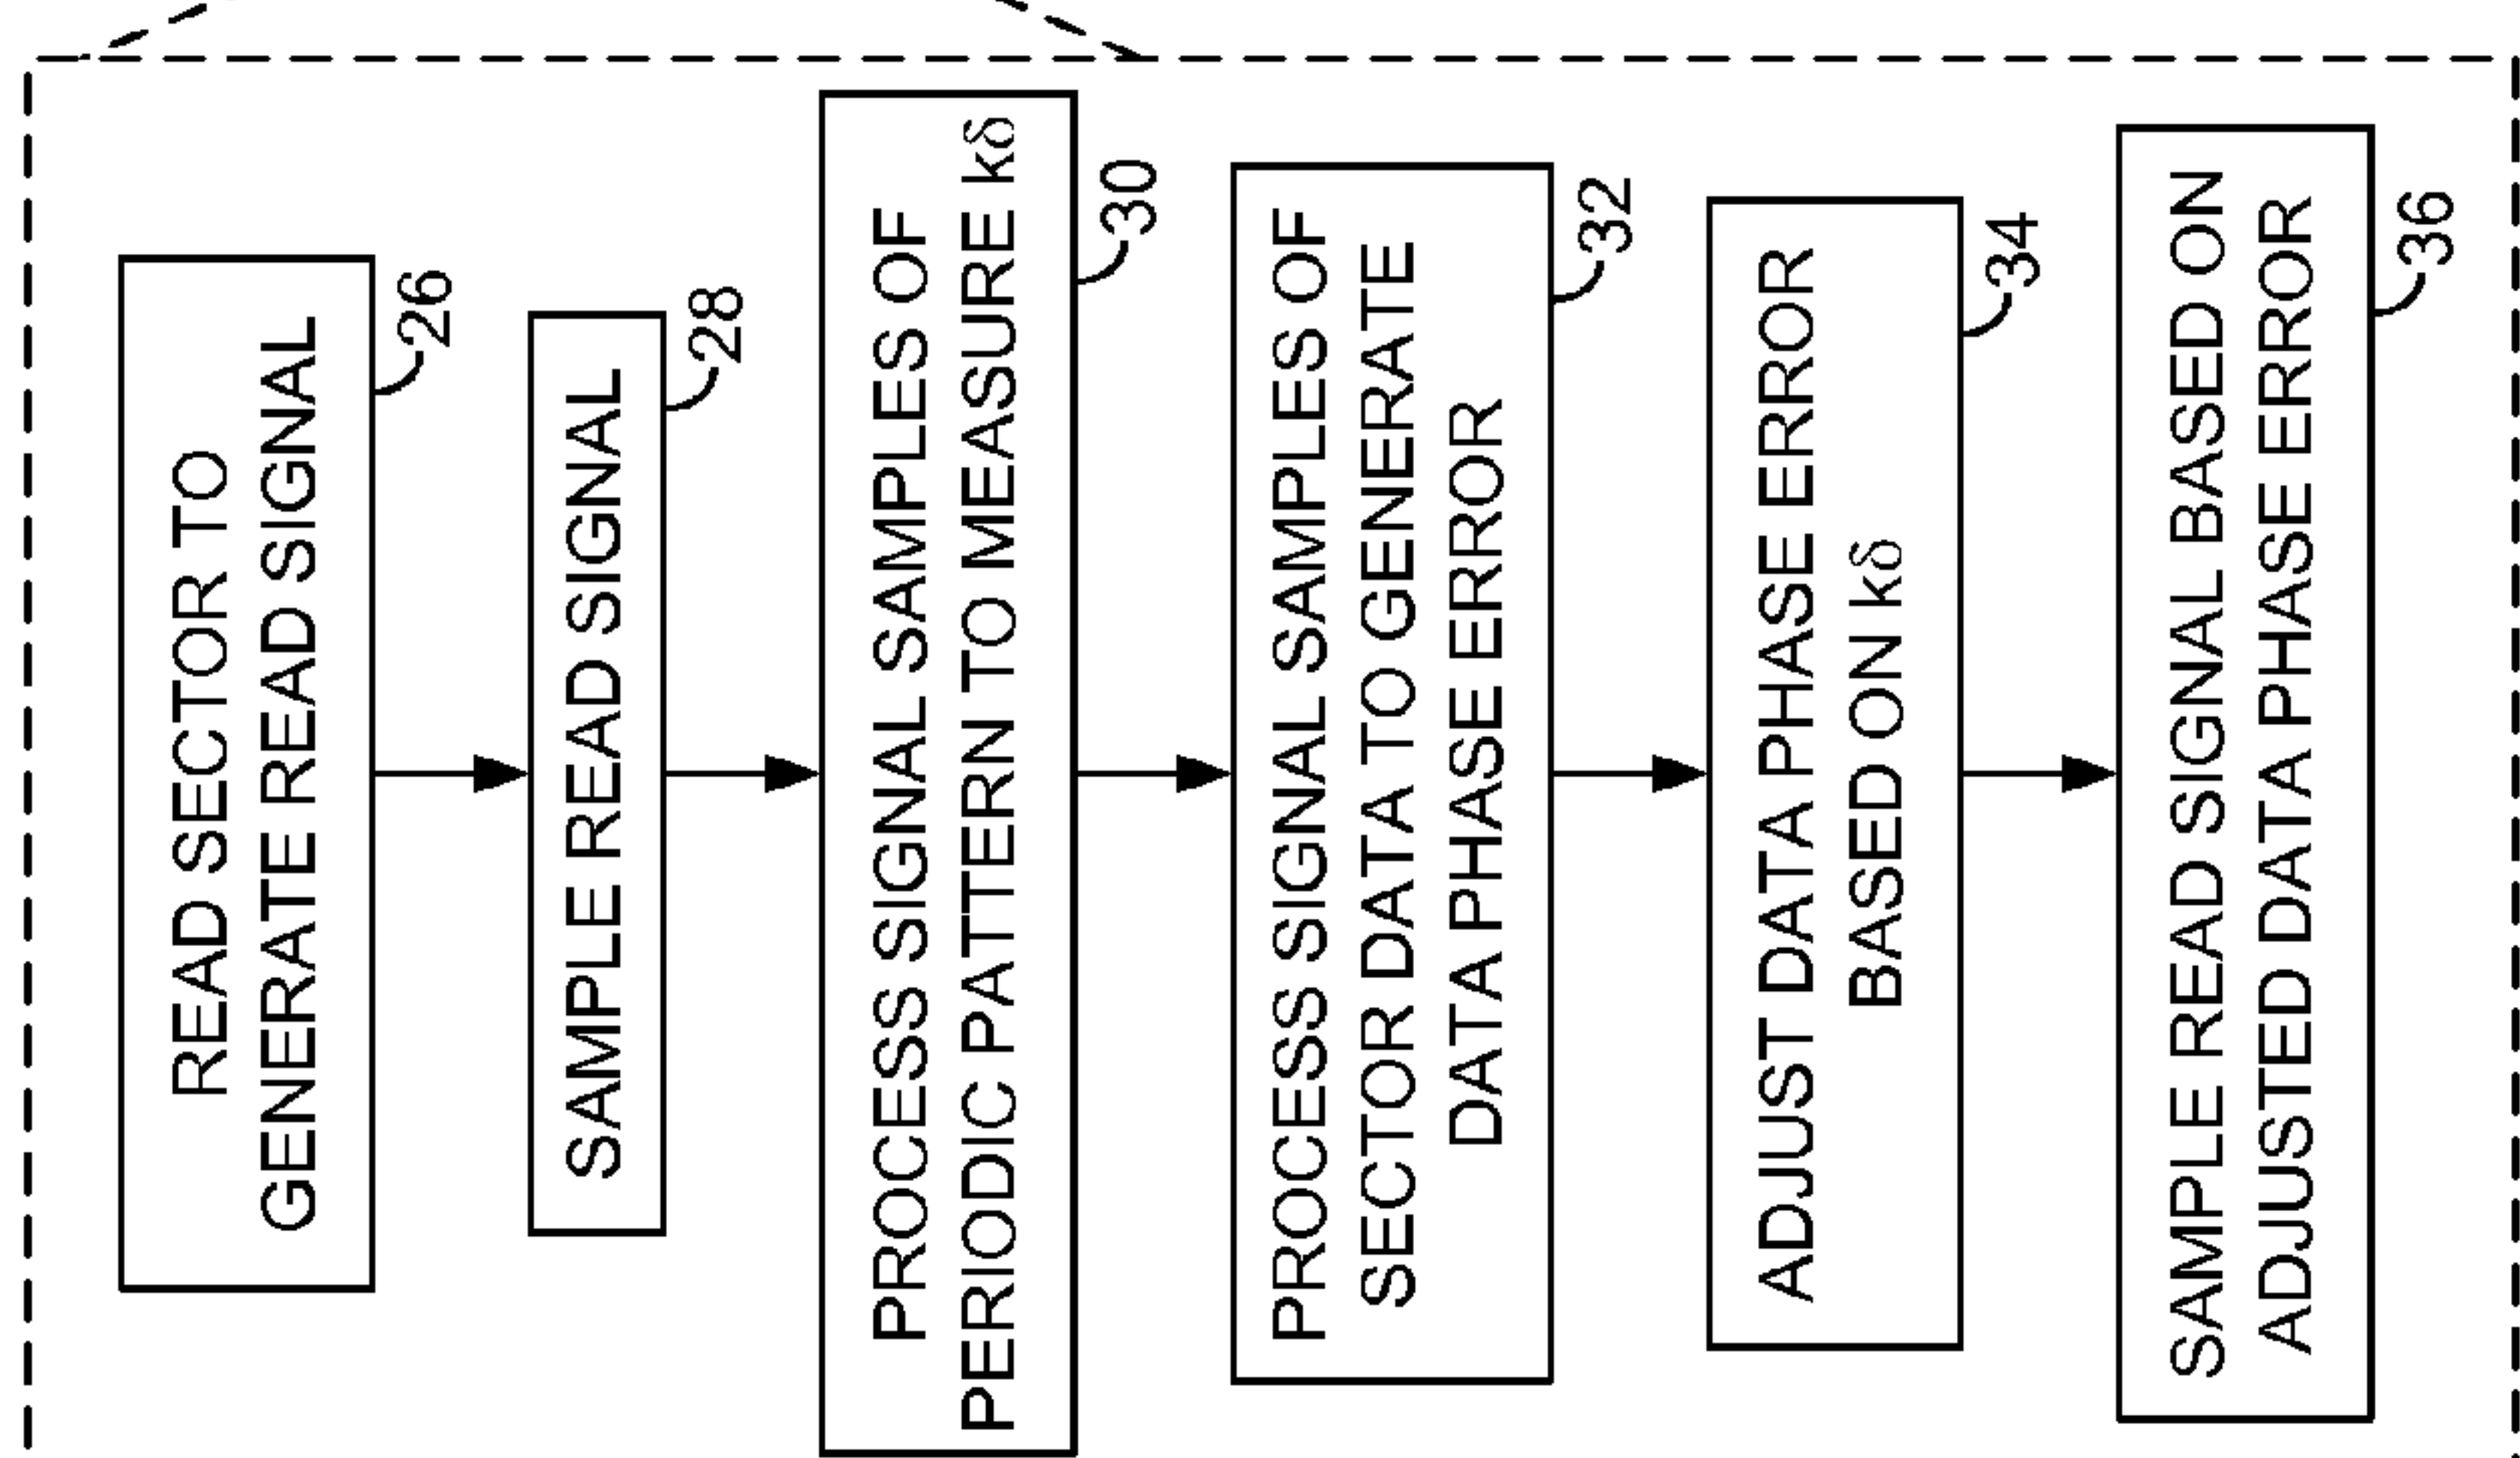 READ SECTOR TO
GENERATE READ SIGNAL
26
SAMPLE READ SIGNAL
28
PROCESS SIGNAL SAMPLES OF
PERIODIC PATTERN TO MEASURE kδ
30
PROCESS SIGNAL SAMPLES OF
SECTOR DATA TO GENERATE
DATA PHASE ERROR
32
ADJUST DATA PHASE ERROR
BASED ON kδ
34
SAMPLE READ SIGNAL BASED ON
ADJUSTED DATA PHASE ERROR
36